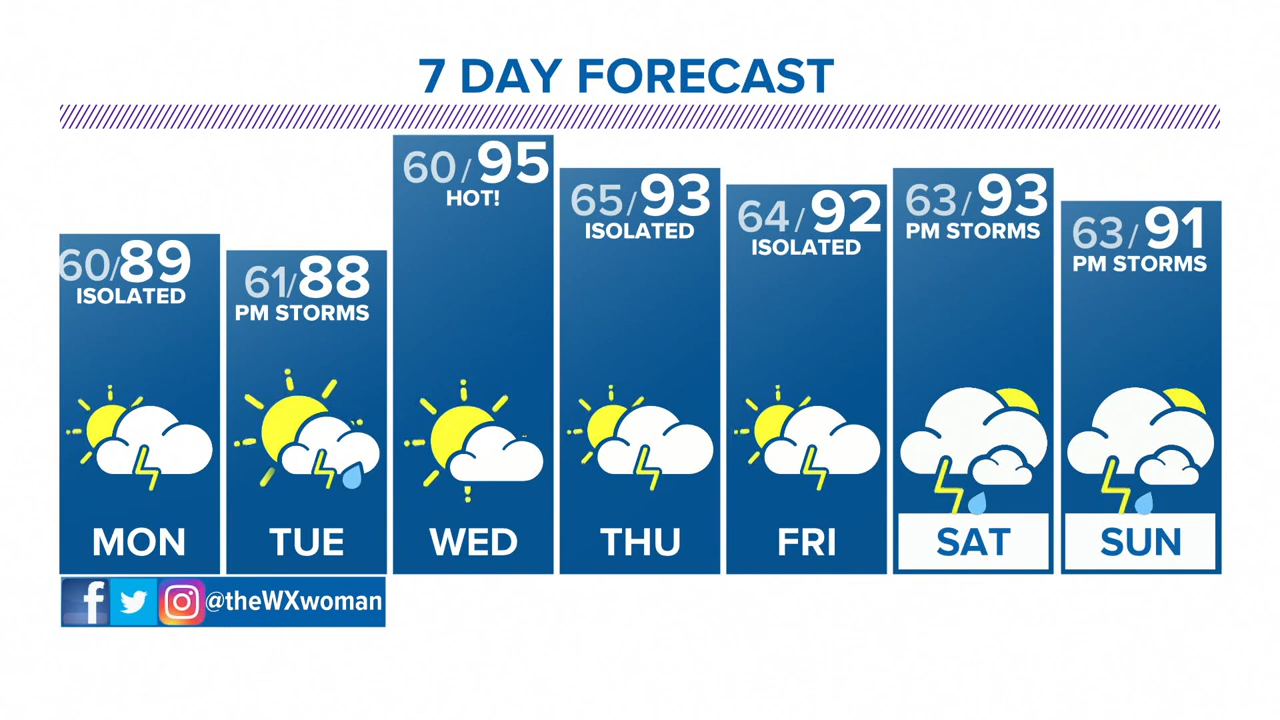 7 DAY FORECAST
60/89
ISOLATED
MON
61/88
PM STORMS
TUE
60/95
HOT!
WED
65/93
ISOLATED
THU
64/92
ISOLATED
FRI
63/93
PM STORMS
SAT
63/91
PM STORMS
SUN
f @theWXwoman